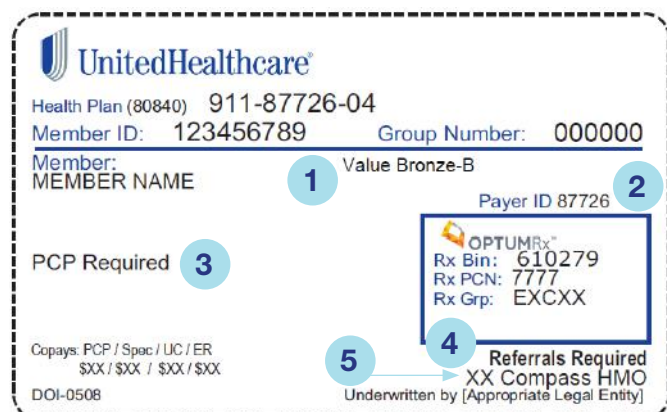 UnitedHealthcare®
Health Plan (80840) 911-87726-04
Member ID: 123456789 Group Number: 000000
Member:
MEMBER NAME
1 Value Bronze-B
Payer ID 87726 2
PCP Required 3
OPTUMRx™
Rx Bin: 610279
Rx PCN: 7777
Rx Grp: EXCXX
4
Copays: PCP / Spec / UC / ER
$XX / $XX / $XX / $XX
5
Referrals Required
XX Compass HMO
DOI-0508 Underwritten by [Appropriate Legal Entity]